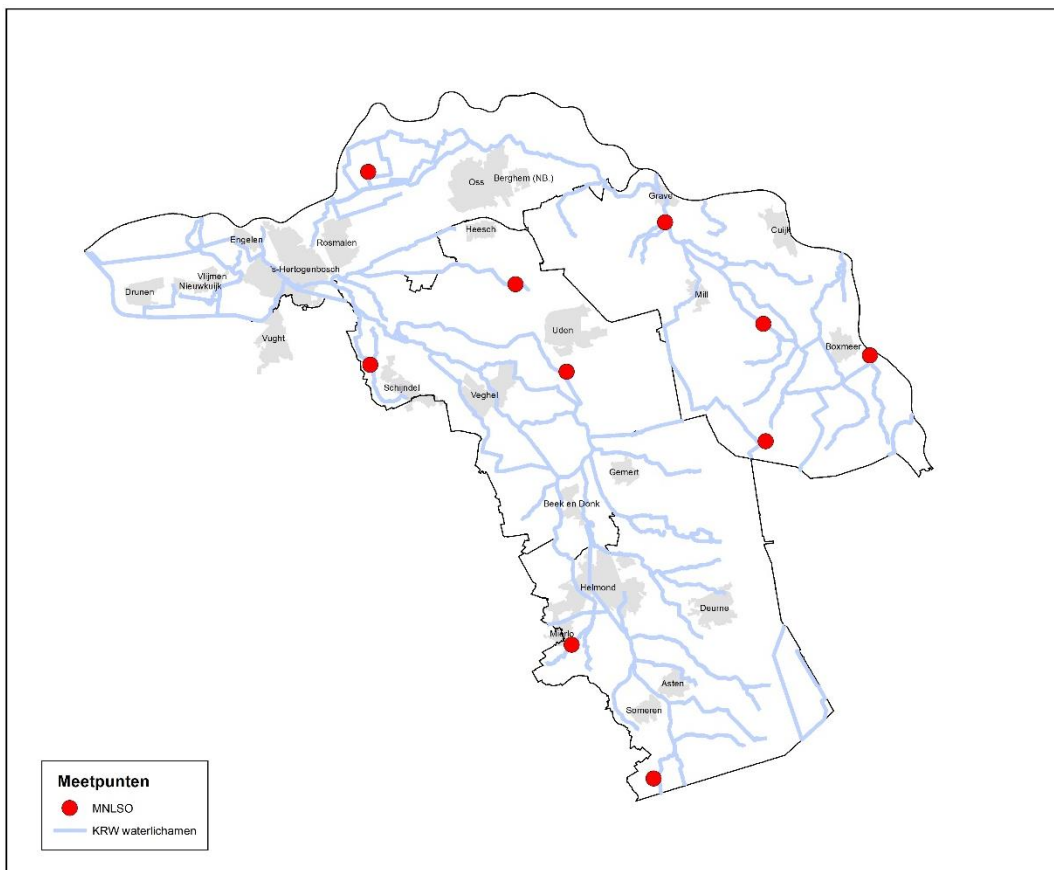 Oss
Berghem (NB.)
Grave
Heesch
Cuijk
Engelen
Rosmalen
's-Hertogenbosch
Vlijmen
Nieuwkuijk
Drunen
Mill
Vught
Uden
Boxmeer
Schijndel
Veghel
Gemert
Beek en Donk
Helmond
Deurne
Mierlo
Asten
Someren
Meetpunten
MNLSO
KRW waterlichamen